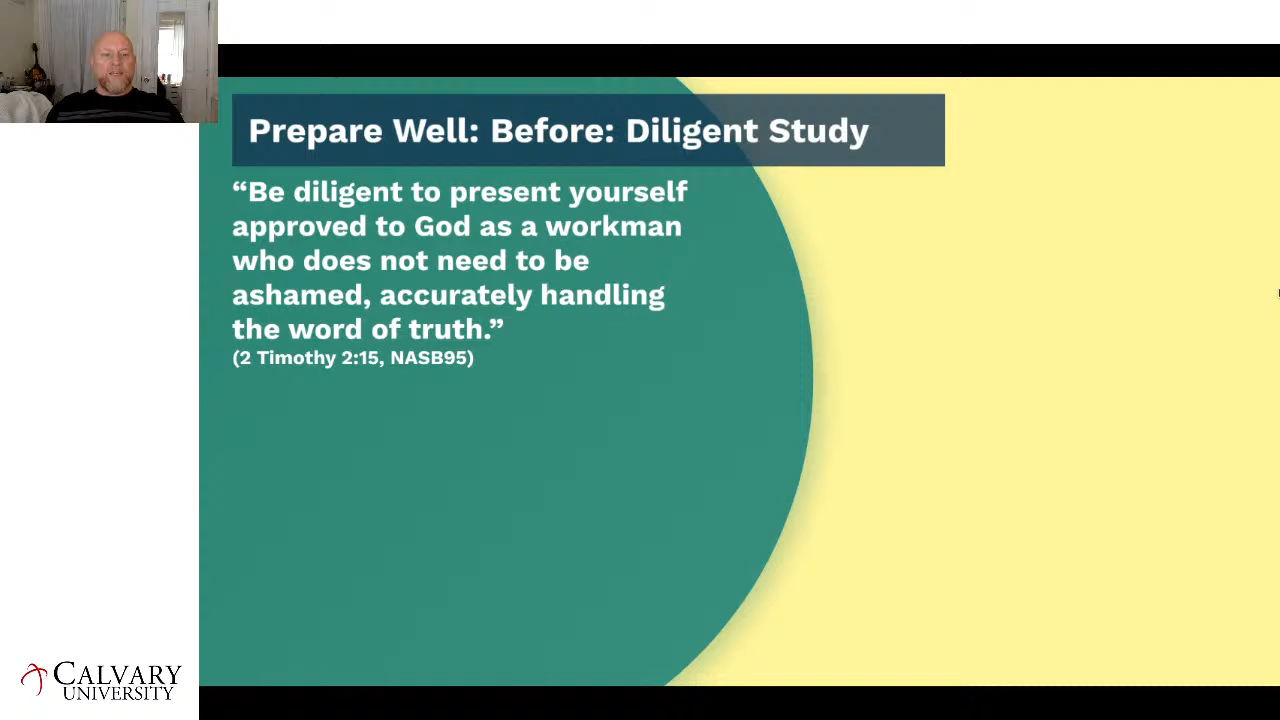 Prepare Well: Before: Diligent Study
“Be diligent to present yourself
approved to God as a workman
who does not need to be
ashamed, accurately handling
the word of truth.”
(2 Timothy 2:15, NASB95)
CALVARY
UNIVERSITY